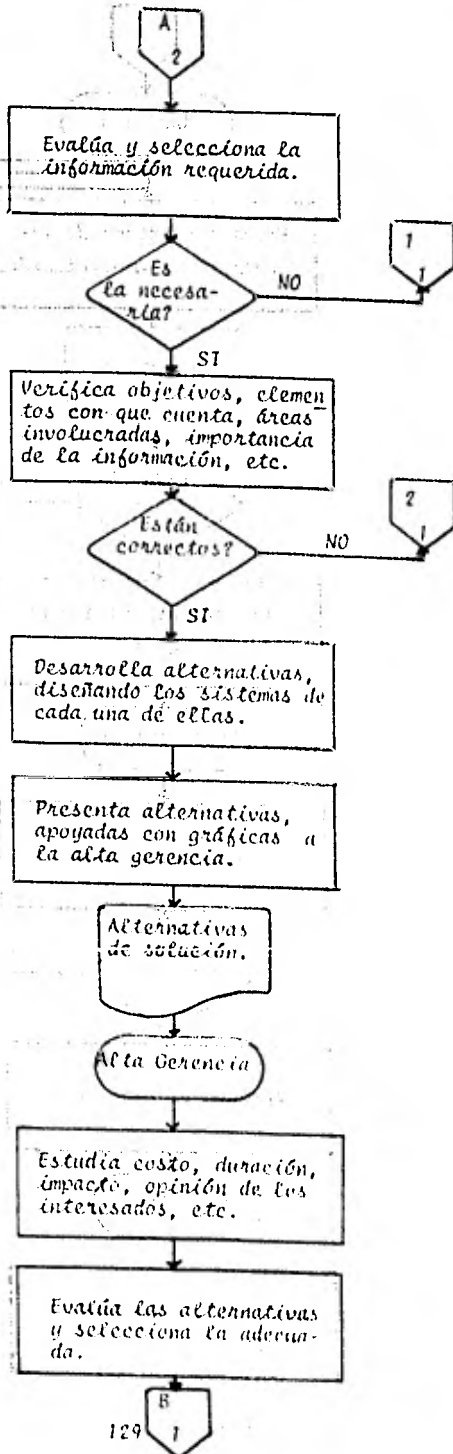 A
2
Evalúa y selecciona la
información requerida.
Es
la necesa-
ria?
NO
1
1
SI
Verifica objetivos, elemen
tos con que cuenta, áreas
involucradas, importancia
de la información, etc.
Están
correctos?
NO
2
1
SI
Desarrolla alternativas,
diseñando los sistemas de
cada una de ellas.
Presenta alternativas,
apoyadas con gráficas a
la alta gerencia.
Alternativas
de solución.
Alta Gerencia
Estudia costo, duración,
impacto, opinión de los
interesados, etc.
Evalúa las alternativas
y selecciona la adecua-
da.
B
1
129